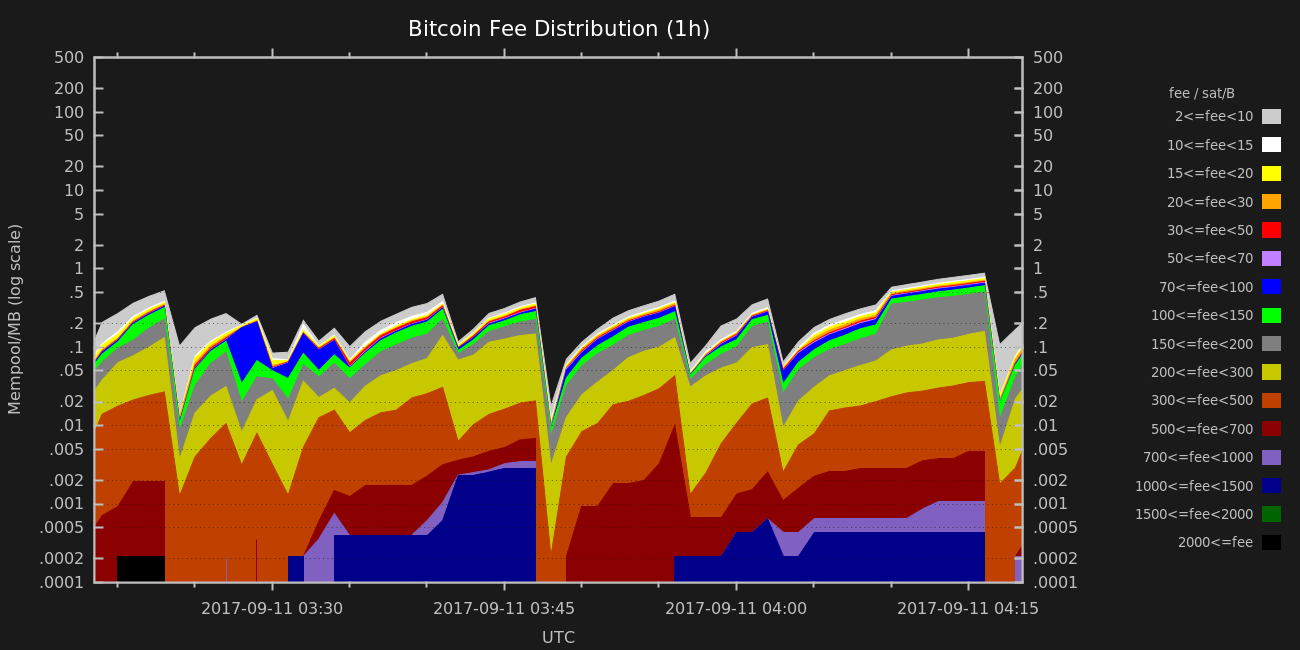 Bitcoin Fee Distribution (1h)
Mempool/MB (log scale)
500
200
100
50
20
10
5
2
1
.5
.2
.1
.05
.02
.01
.005
.002
.001
.0005
.0002
.0001
500
200
100
50
20
10
5
2
1
.5
.2
.1
.05
.02
.01
.005
.002
.001
.0005
.0002
.0001
2017-09-11 03:30
2017-09-11 03:45
2017-09-11 04:00
2017-09-11 04:15
UTC
fee / sat/B
2<=fee<10
10<=fee<15
15<=fee<20
20<=fee<30
30<=fee<50
50<=fee<70
70<=fee<100
100<=fee<150
150<=fee<200
200<=fee<300
300<=fee<500
500<=fee<700
700<=fee<1000
1000<=fee<1500
1500<=fee<2000
2000<=fee